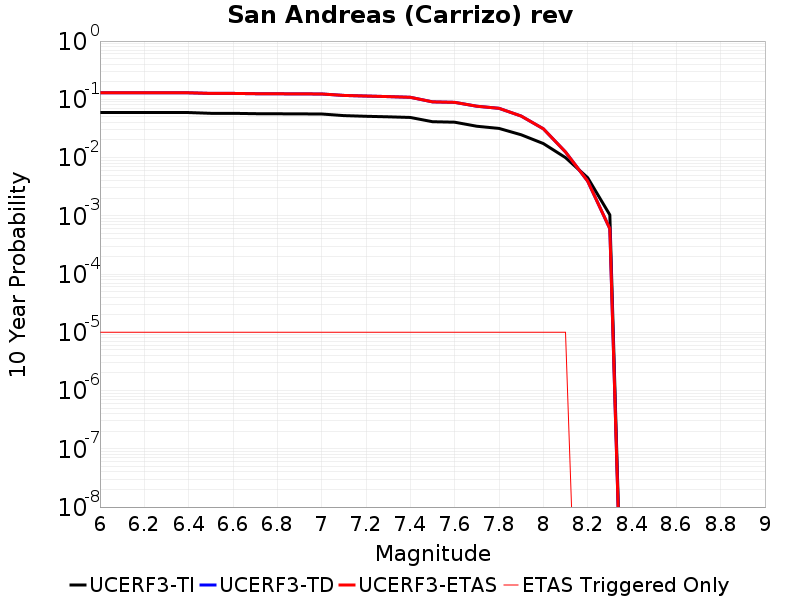 San Andreas (Carrizo) rev
10 Year Probability
10^0
10^-1
10^-2
10^-3
10^-4
10^-5
10^-6
10^-7
10^-8
6 6.2 6.4 6.6 6.8 7 7.2 7.4 7.6 7.8 8 8.2 8.4 8.6 8.8 9
Magnitude
UCERF3-TI UCERF3-TD UCERF3-ETAS ETAS Triggered Only